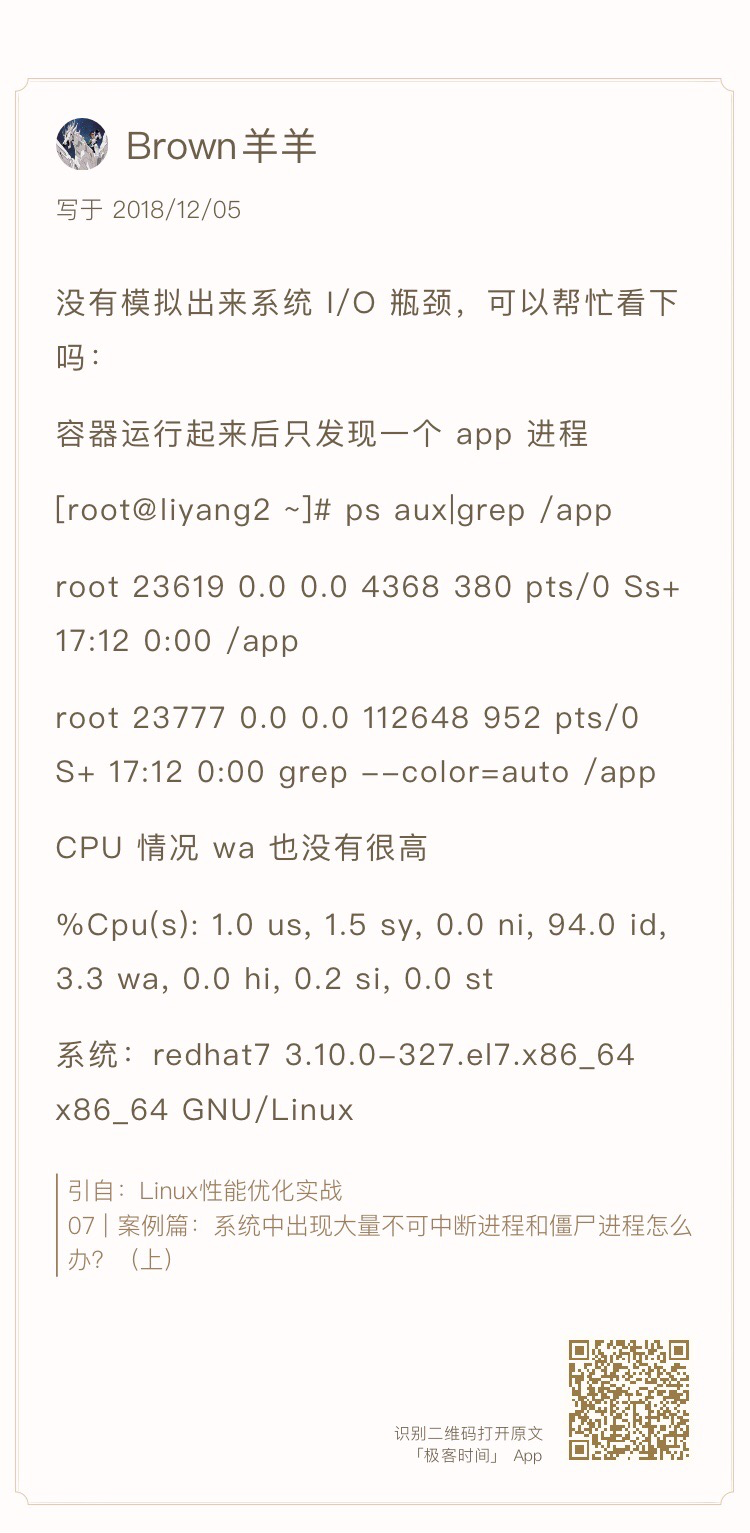 Brown羊羊
写于 2018/12/05
没有模拟出来系统 I/O 瓶颈，可以帮忙看下
吗：
容器运行起来后只发现一个 app 进程
[root@liyang2 ~]# ps aux|grep /app
root 23619 0.0 0.0 4368 380 pts/0 Ss+
17:12 0:00 /app
root 23777 0.0 0.0 112648 952 pts/0
S+ 17:12 0:00 grep --color=auto /app
CPU 情况 wa 也没有很高
%Cpu(s): 1.0 us, 1.5 sy, 0.0 ni, 94.0 id,
3.3 wa, 0.0 hi, 0.2 si, 0.0 st
系统：redhat7 3.10.0-327.el7.x86_64
x86_64 GNU/Linux
引自：Linux性能优化实战
07 | 案例篇：系统中出现大量不可中断进程和僵尸进程怎么
办？（上）
识别二维码打开原文
「极客时间」 App